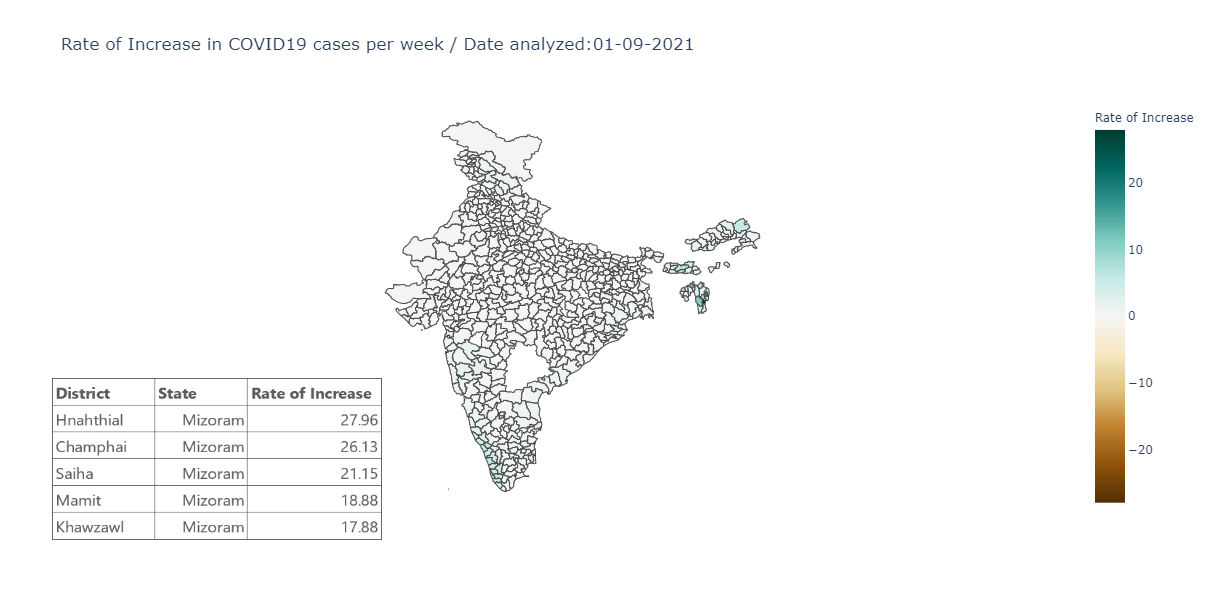 Rate of Increase in COVID19 cases per week / Date analyzed:01-09-2021
Rate of Increase
20
10
0
−10
−20
District State Rate of Increase
Hnahthial Mizoram 27.96
Champhai Mizoram 26.13
Saiha Mizoram 21.15
Mamit Mizoram 18.88
Khawzawl Mizoram 17.88